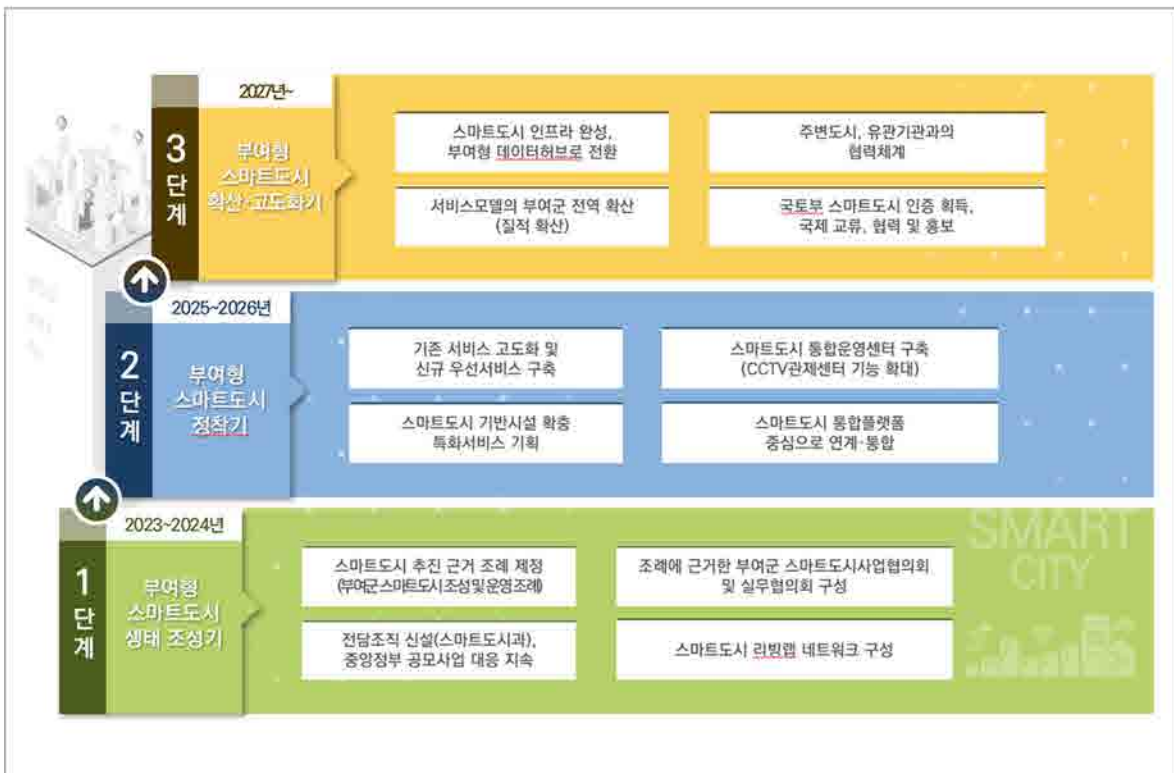 2027년~
3단계
부여형
스마트도시
확산·고도화기
스마트도시 인프라 완성,
부여형 데이터허브로 전환
주변도시, 유관기관과의
협력체계
서비스모델의 부여군 전역 확산
(질적 확산)
국토부 스마트도시 인증 획득,
국제 교류, 협력 및 홍보
2025~2026년
2단계
부여형
스마트도시
정착기
기존 서비스 고도화 및
신규 우선서비스 구축
스마트도시 통합운영센터 구축
(CCTV관제센터 기능 확대)
스마트도시 기반시설 확충
특화서비스 기획
스마트도시 통합플랫폼
중심으로 연계·통합
2023~2024년
1단계
부여형
스마트도시
생태 조성기
스마트도시 추진 근거 조례 제정
(부여군 스마트도시 조성 및 운영 조례)
조례에 근거한 부여군 스마트도시사업협의회
및 실무협의회 구성
전담조직 신설(스마트도시과),
중앙정부 공모사업 대응 지속
스마트도시 리빙랩 네트워크 구성
SMART
CITY